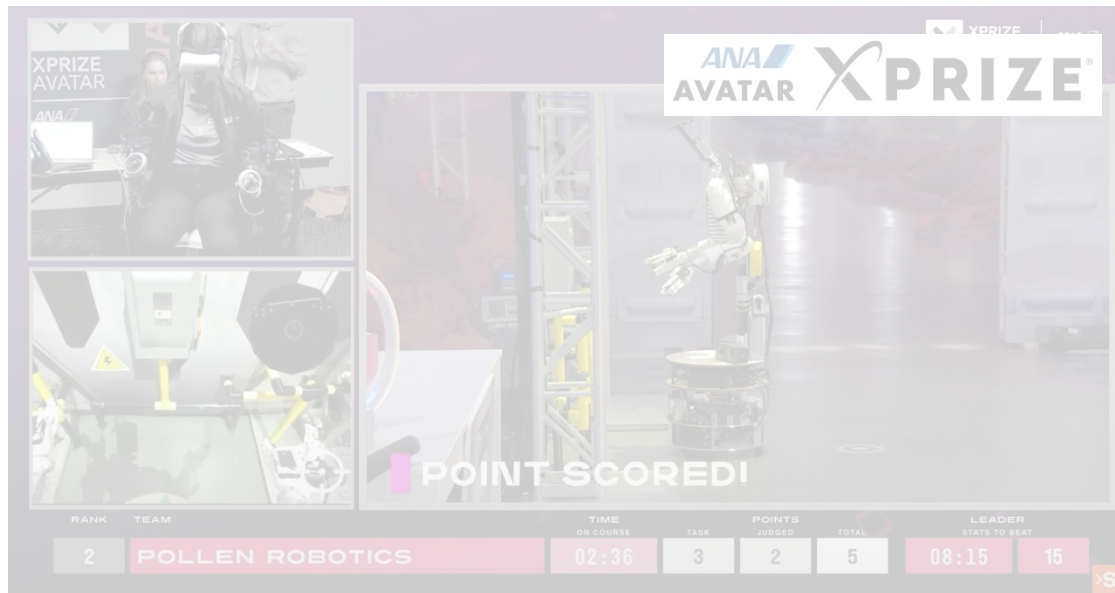 XPRIZE
AVATAR
ANA
XPRIZE
ANA
AVATAR XPRIZE®
POINT SCORED!
RANK TEAM TIME POINTS LEADER
ON COURSE TASK JUDGED TOTAL STATS TO BEAT
2 POLLEN ROBOTICS 02:36 3 2 5 08:15 15